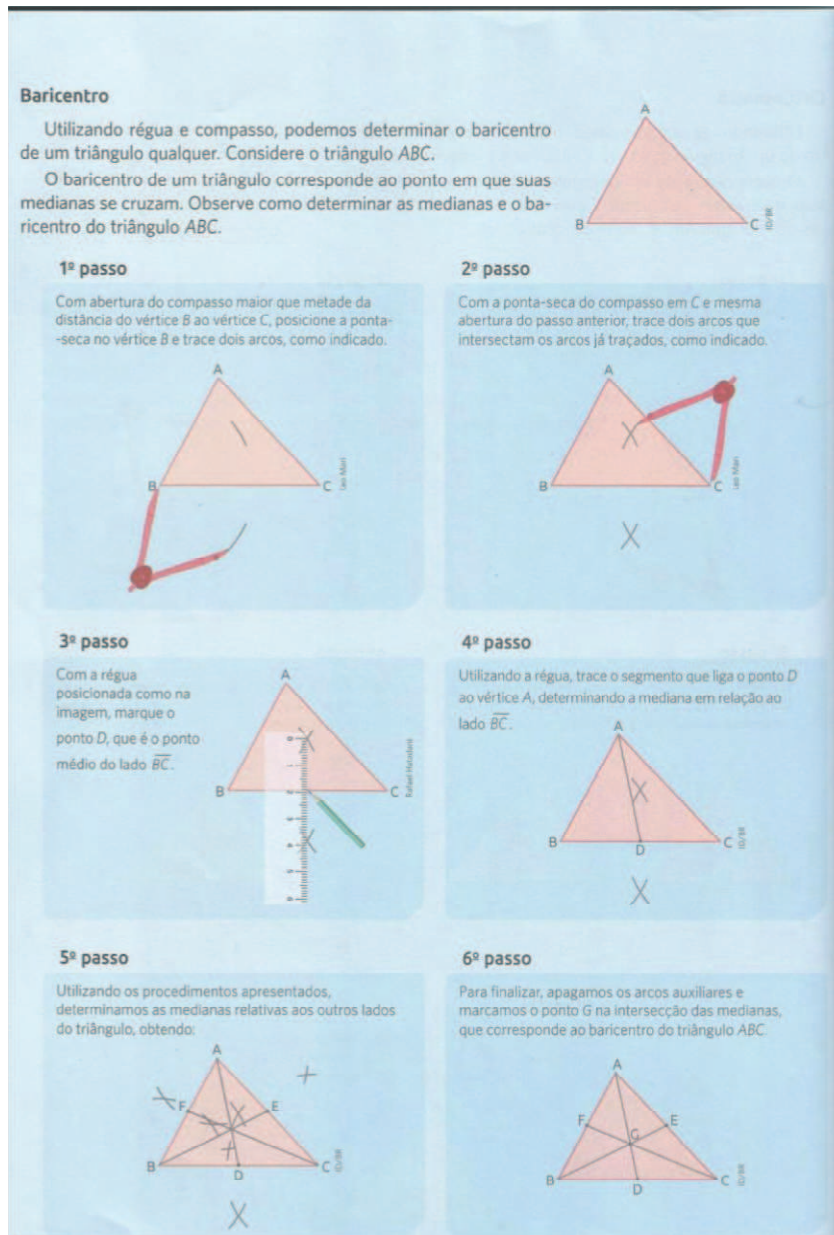 Baricentro
Utilizando régua e compasso, podemos determinar o baricentro
de um triângulo qualquer. Considere o triângulo ABC.
O baricentro de um triângulo corresponde ao ponto em que suas
medianas se cruzam. Observe como determinar as medianas e o ba-
ricentro do triângulo ABC.
A
B
C
ID/BR
1º passo
Com abertura do compasso maior que metade da
distância do vértice B ao vértice C, posicione a ponta-
-seca no vértice B e trace dois arcos, como indicado.
A
B
C
2º passo
Com a ponta-seca do compasso em C e mesma
abertura do passo anterior, trace dois arcos que
intersectam os arcos já traçados, como indicado.
A
B
C
3º passo
Com a régua
posicionada como na
imagem, marque o
ponto D, que é o ponto
médio do lado BC.
A
B
C
4º passo
Utilizando a régua, trace o segmento que liga o ponto D
ao vértice A, determinando a mediana em relação ao
lado BC.
A
B
D
C
ID/BR
5º passo
Utilizando os procedimentos apresentados,
determinamos as medianas relativas aos outros lados
do triângulo, obtendo:
A
F
E
B
D
C
ID/BR
6º passo
Para finalizar, apagamos os arcos auxiliares e
marcamos o ponto G na intersecção das medianas,
que corresponde ao baricentro do triângulo ABC.
A
F
E
G
B
D
C
ID/BR